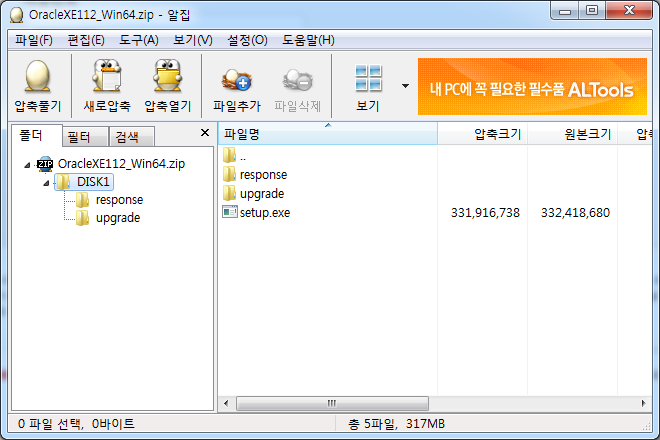 OracleXE112_Win64.zip - 알집
파일(F) 편집(E) 도구(A) 보기(V) 설정(O) 도움말(H)
압축풀기 새로압축 압축열기 파일추가 파일삭제 보기
내 PC에 꼭 필요한 필수품 ALTools
폴더 필터 검색
파일명 압축크기 원본크기 압축
ZIP OracleXE112_Win64.zip
..
DISK1
response
response
upgrade
upgrade
setup.exe 331,916,738 332,418,680
0 파일 선택, 0바이트 총 5파일, 317MB